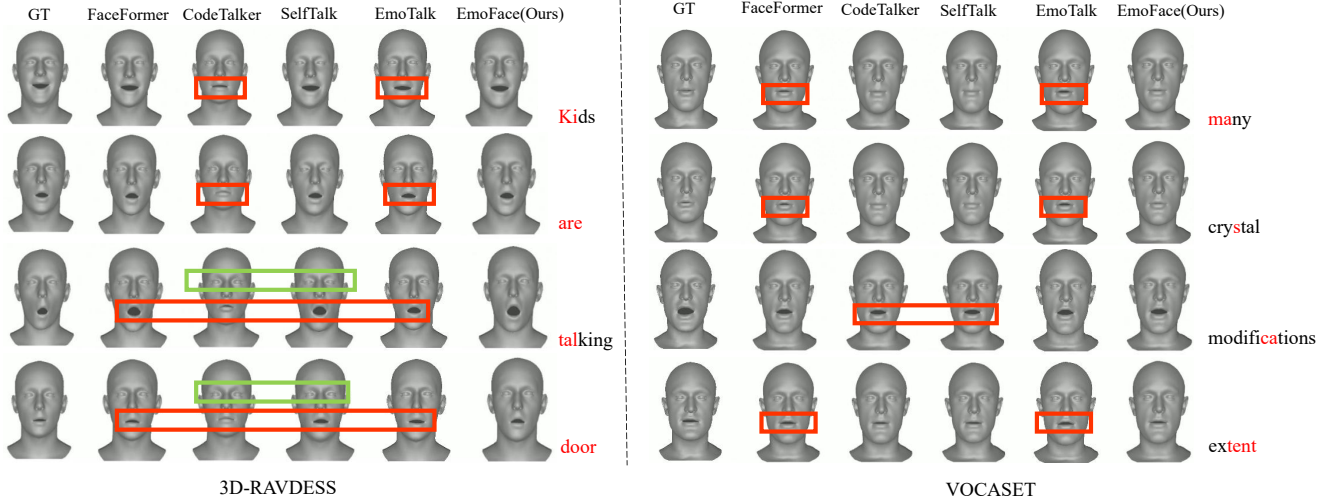 GT FaceFormer CodeTalker SelfTalk EmoTalk EmoFace(Ours)
Kids
are
talking
door
3D-RAVDESS
GT FaceFormer CodeTalker SelfTalk EmoTalk EmoFace(Ours)
many
crystal
modifications
extent
VOCASET